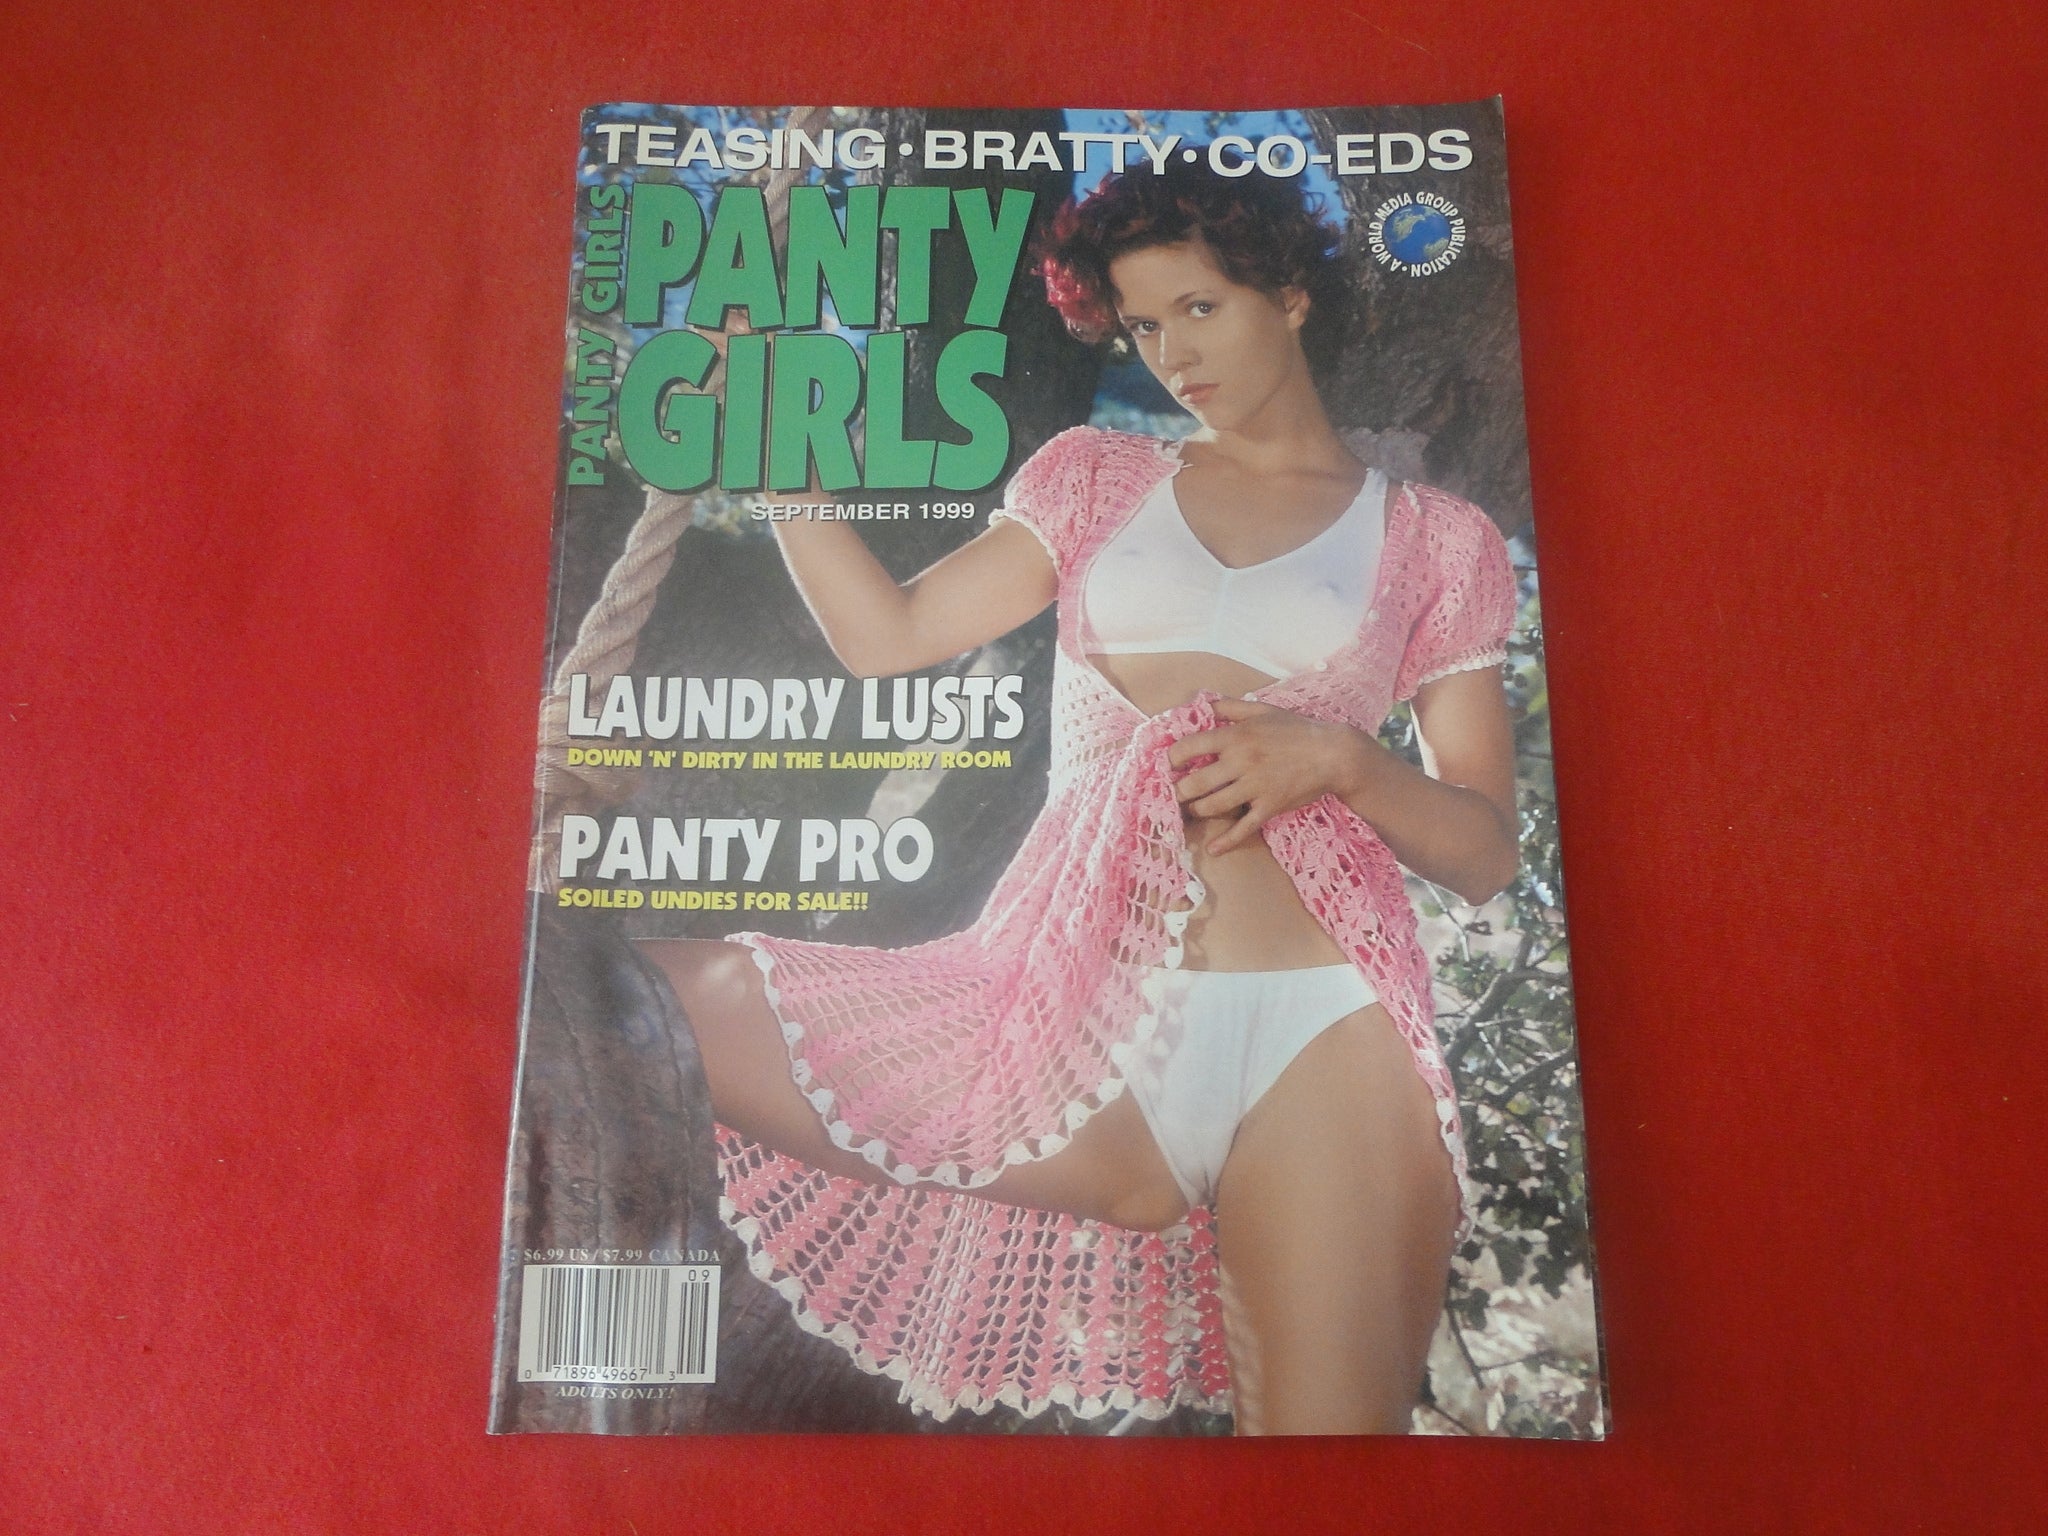 TEASING • BRATTY • CO-EDS
PANTY GIRLS
PANTY
GIRLS
A WORLD MEDIA GROUP PUBLICATION •
SEPTEMBER 1999
LAUNDRY LUSTS
DOWN 'N' DIRTY IN THE LAUNDRY ROOM
PANTY PRO
SOILED UNDIES FOR SALE!!
$6.99 US / $7.99 CANADA
09
0 71896 49667 3
ADULTS ONLY!